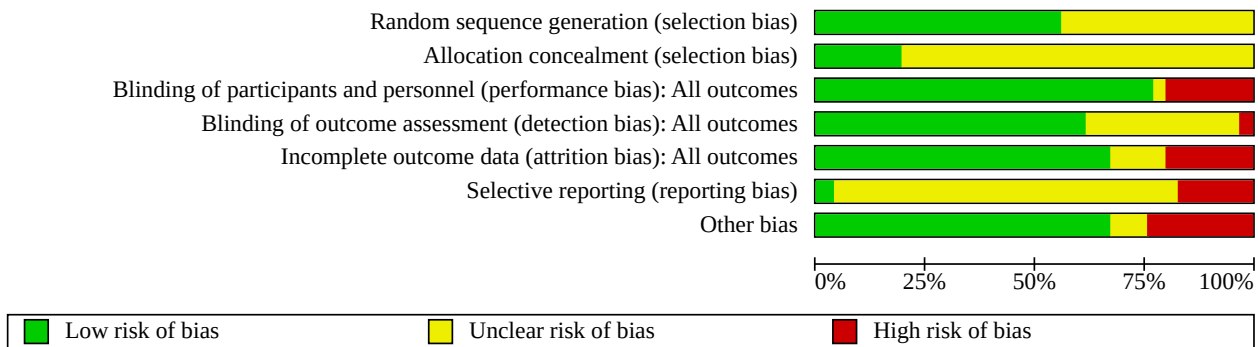 Random sequence generation (selection bias)
Allocation concealment (selection bias)
Blinding of participants and personnel (performance bias): All outcomes
Blinding of outcome assessment (detection bias): All outcomes
Incomplete outcome data (attrition bias): All outcomes
Selective reporting (reporting bias)
Other bias
0% 25% 50% 75% 100%
Low risk of bias Unclear risk of bias High risk of bias